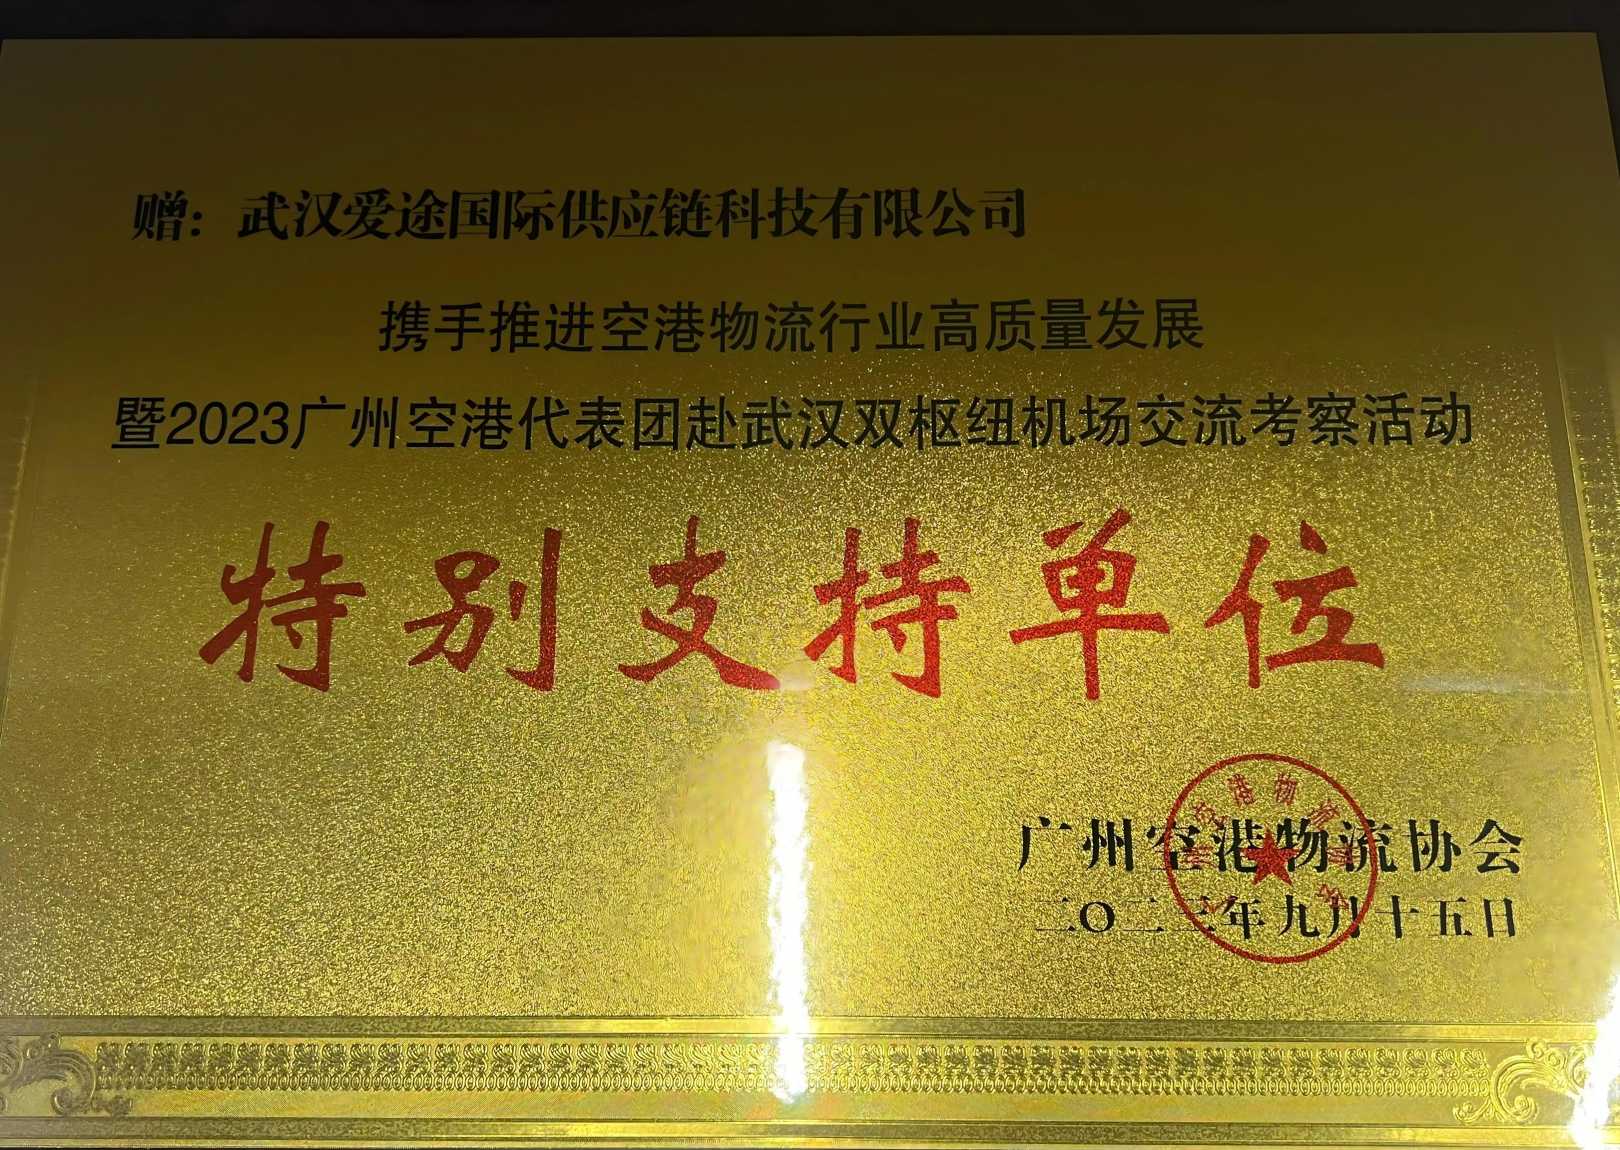 赠：武汉爱途国际供应链科技有限公司
携手推进空港物流行业高质量发展
暨2023广州空港代表团赴武汉双枢纽机场交流考察活动
特别支持单位
广州空港物流协会
二〇二三年九月十五日
空港物流